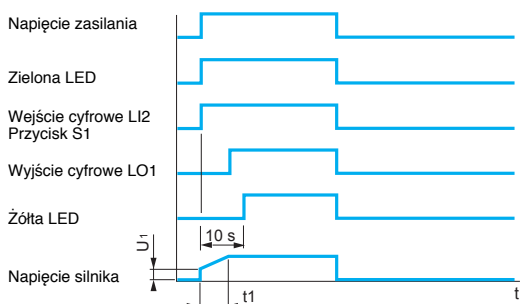 Napięcie zasilania
Zielona LED
Wejście cyfrowe LI2
Przycisk S1
Wyjście cyfrowe LO1
Żółta LED
10 s
U1
Napięcie silnika
t1
t